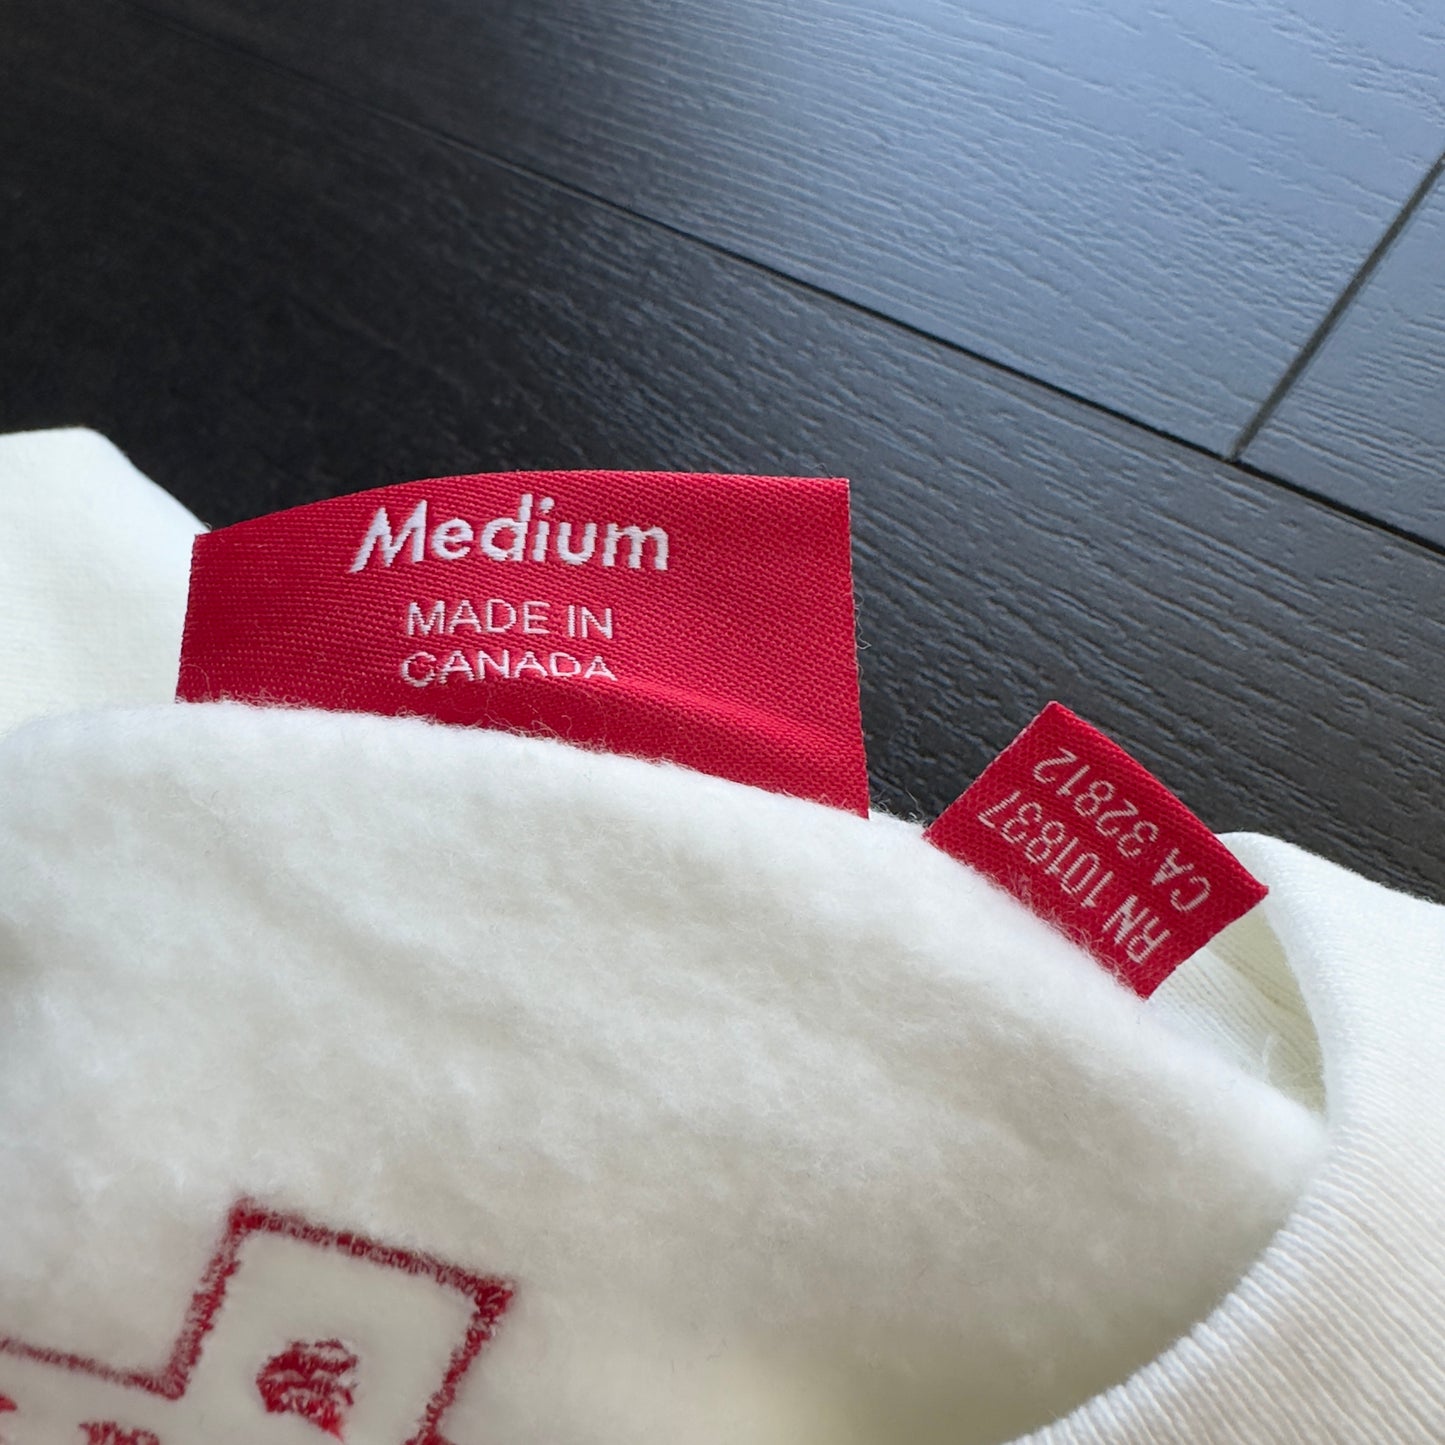 Medium
MADE IN
CANADA
RN 101837
CA 32812